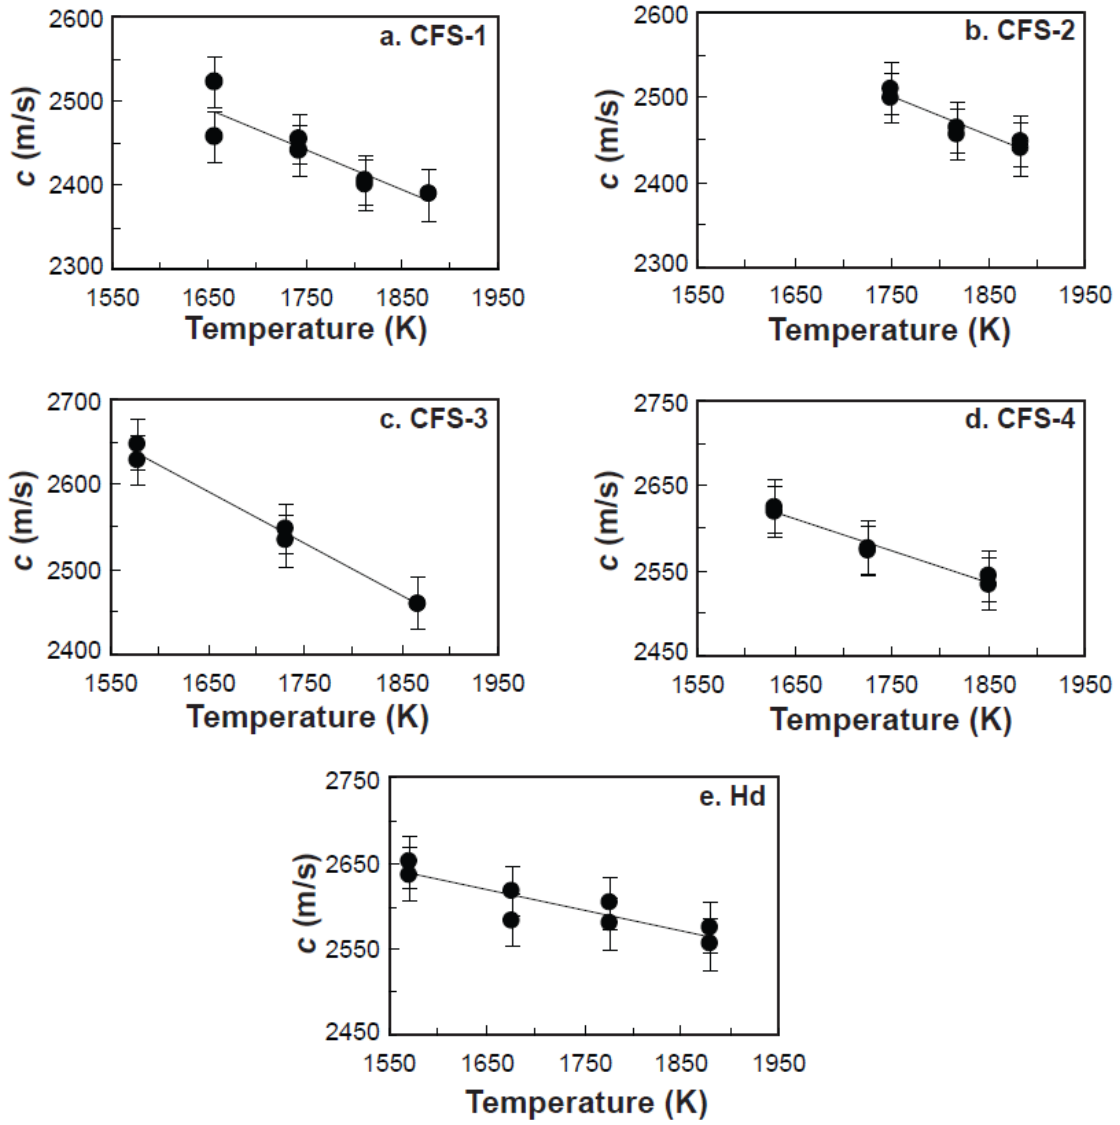 a. CFS-1
c (m/s)
2600
2500
2400
2300
1550 1650 1750 1850 1950
Temperature (K)
b. CFS-2
c (m/s)
2600
2500
2400
2300
1550 1650 1750 1850 1950
Temperature (K)
c. CFS-3
c (m/s)
2700
2600
2500
2400
1550 1650 1750 1850 1950
Temperature (K)
d. CFS-4
c (m/s)
2750
2650
2550
2450
1550 1650 1750 1850 1950
Temperature (K)
e. Hd
c (m/s)
2750
2650
2550
2450
1550 1650 1750 1850 1950
Temperature (K)